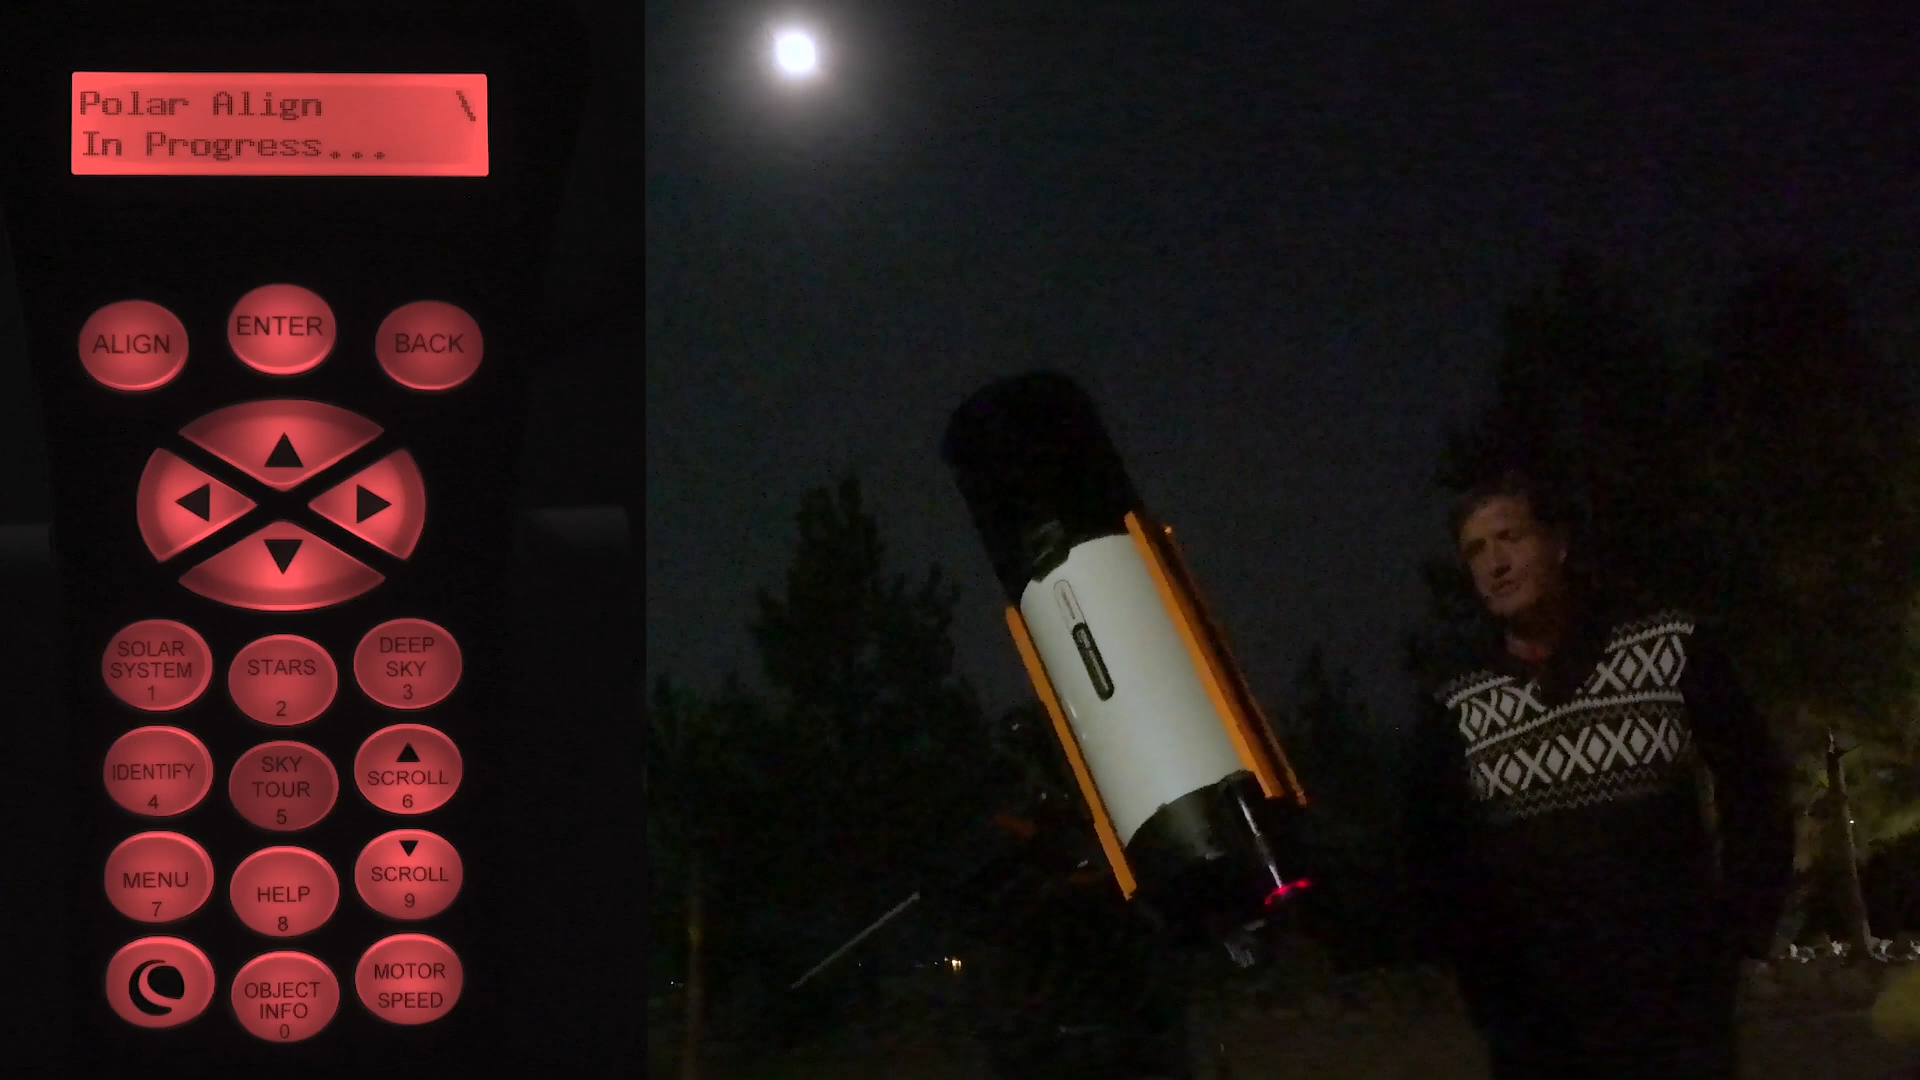 Polar Align \
In Progress...
ALIGN
ENTER
BACK
SOLAR
SYSTEM
1
STARS
2
DEEP
SKY
3
IDENTIFY
4
SKY
TOUR
5
SCROLL
6
MENU
7
HELP
8
SCROLL
9
OBJECT
INFO
0
MOTOR
SPEED